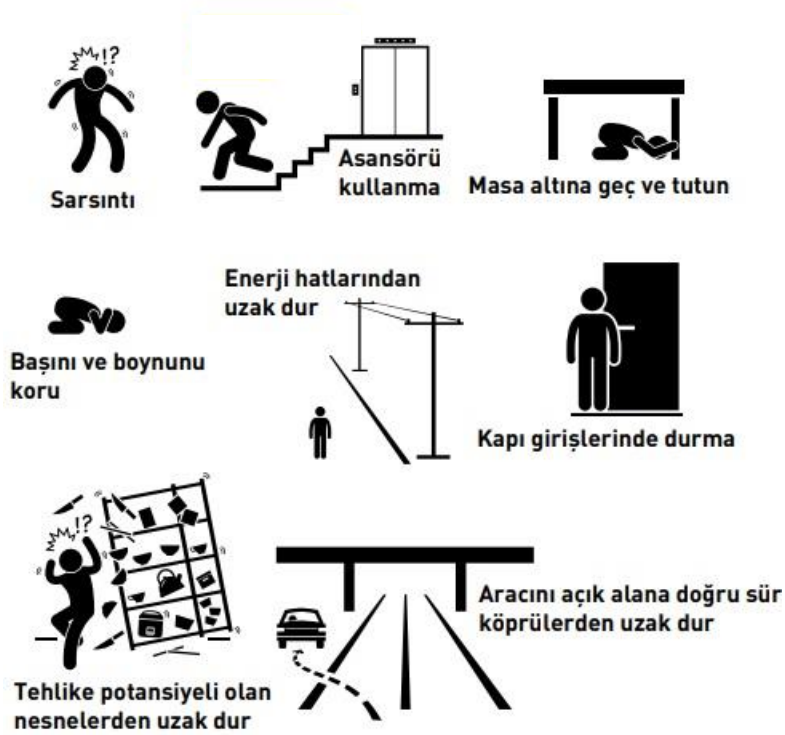 !?
Sarsıntı
Asansörü
kullanma
Masa altına geç ve tutun
Başını ve boynunu
koru
Enerji hatlarından
uzak dur
Kapı girişlerinde durma
!?
Tehlike potansiyeli olan
nesnelerden uzak dur
Aracını açık alana doğru sür
köprülerden uzak dur